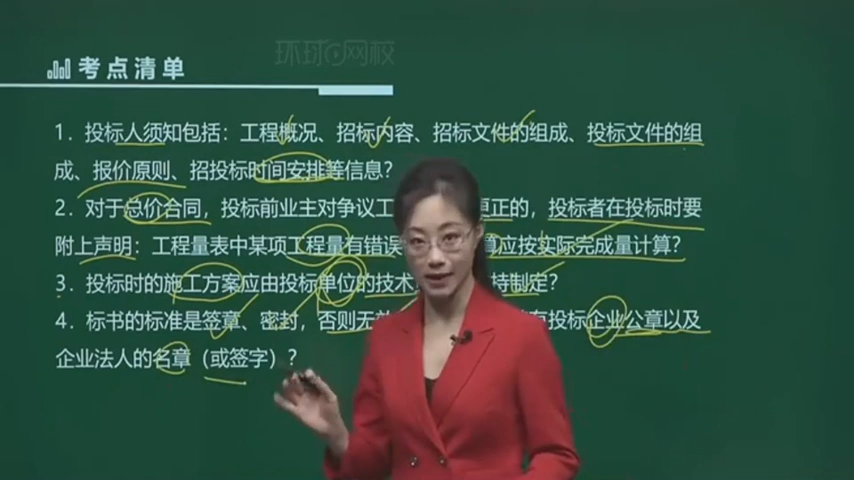 环球网校
考点清单
1. 投标人须知包括：工程概况、招标内容、招标文件的组成、投标文件的组
成、报价原则、招投标时间安排等信息？
2. 对于总价合同，投标前业主对争议工 更正的，投标者在投标时要
附上声明：工程量表中某项工程量有错误 应按实际完成量计算？
3. 投标时的施工方案应由投标单位的技术 持制定？
4. 标书的标准是签章、密封，否则无效 有投标企业公章以及
企业法人的名章（或签字）？